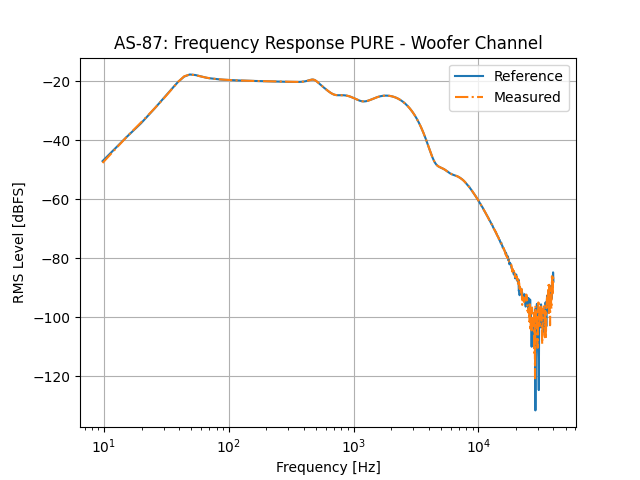 AS-87: Frequency Response PURE - Woofer Channel
Reference
Measured
RMS Level [dBFS]
−20
−40
−60
−80
−100
−120
10¹
10²
10³
10⁴
Frequency [Hz]